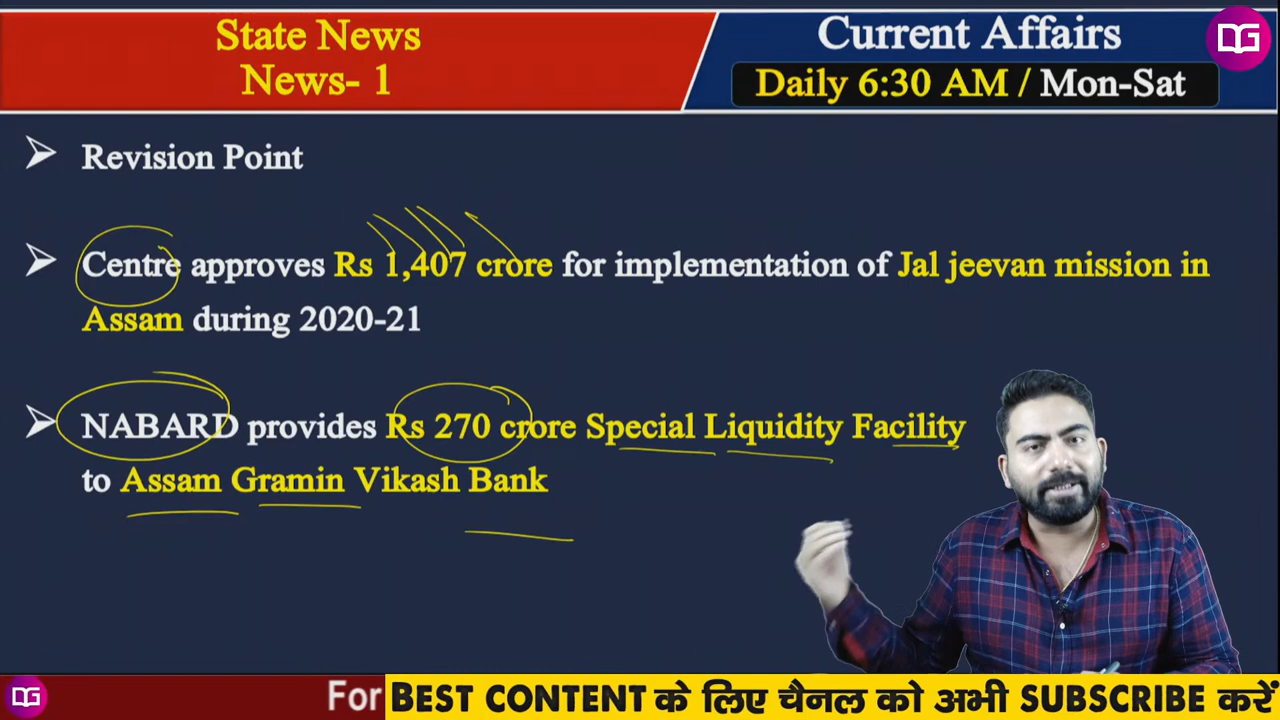 State News
News- 1
Current Affairs
Daily 6:30 AM / Mon-Sat
DG
Revision Point
Centre approves Rs 1,407 crore for implementation of Jal jeevan mission in
Assam during 2020-21
NABARD provides Rs 270 crore Special Liquidity Facility
to Assam Gramin Vikash Bank
DG
For
BEST CONTENT के लिए चैनल को अभी SUBSCRIBE करें